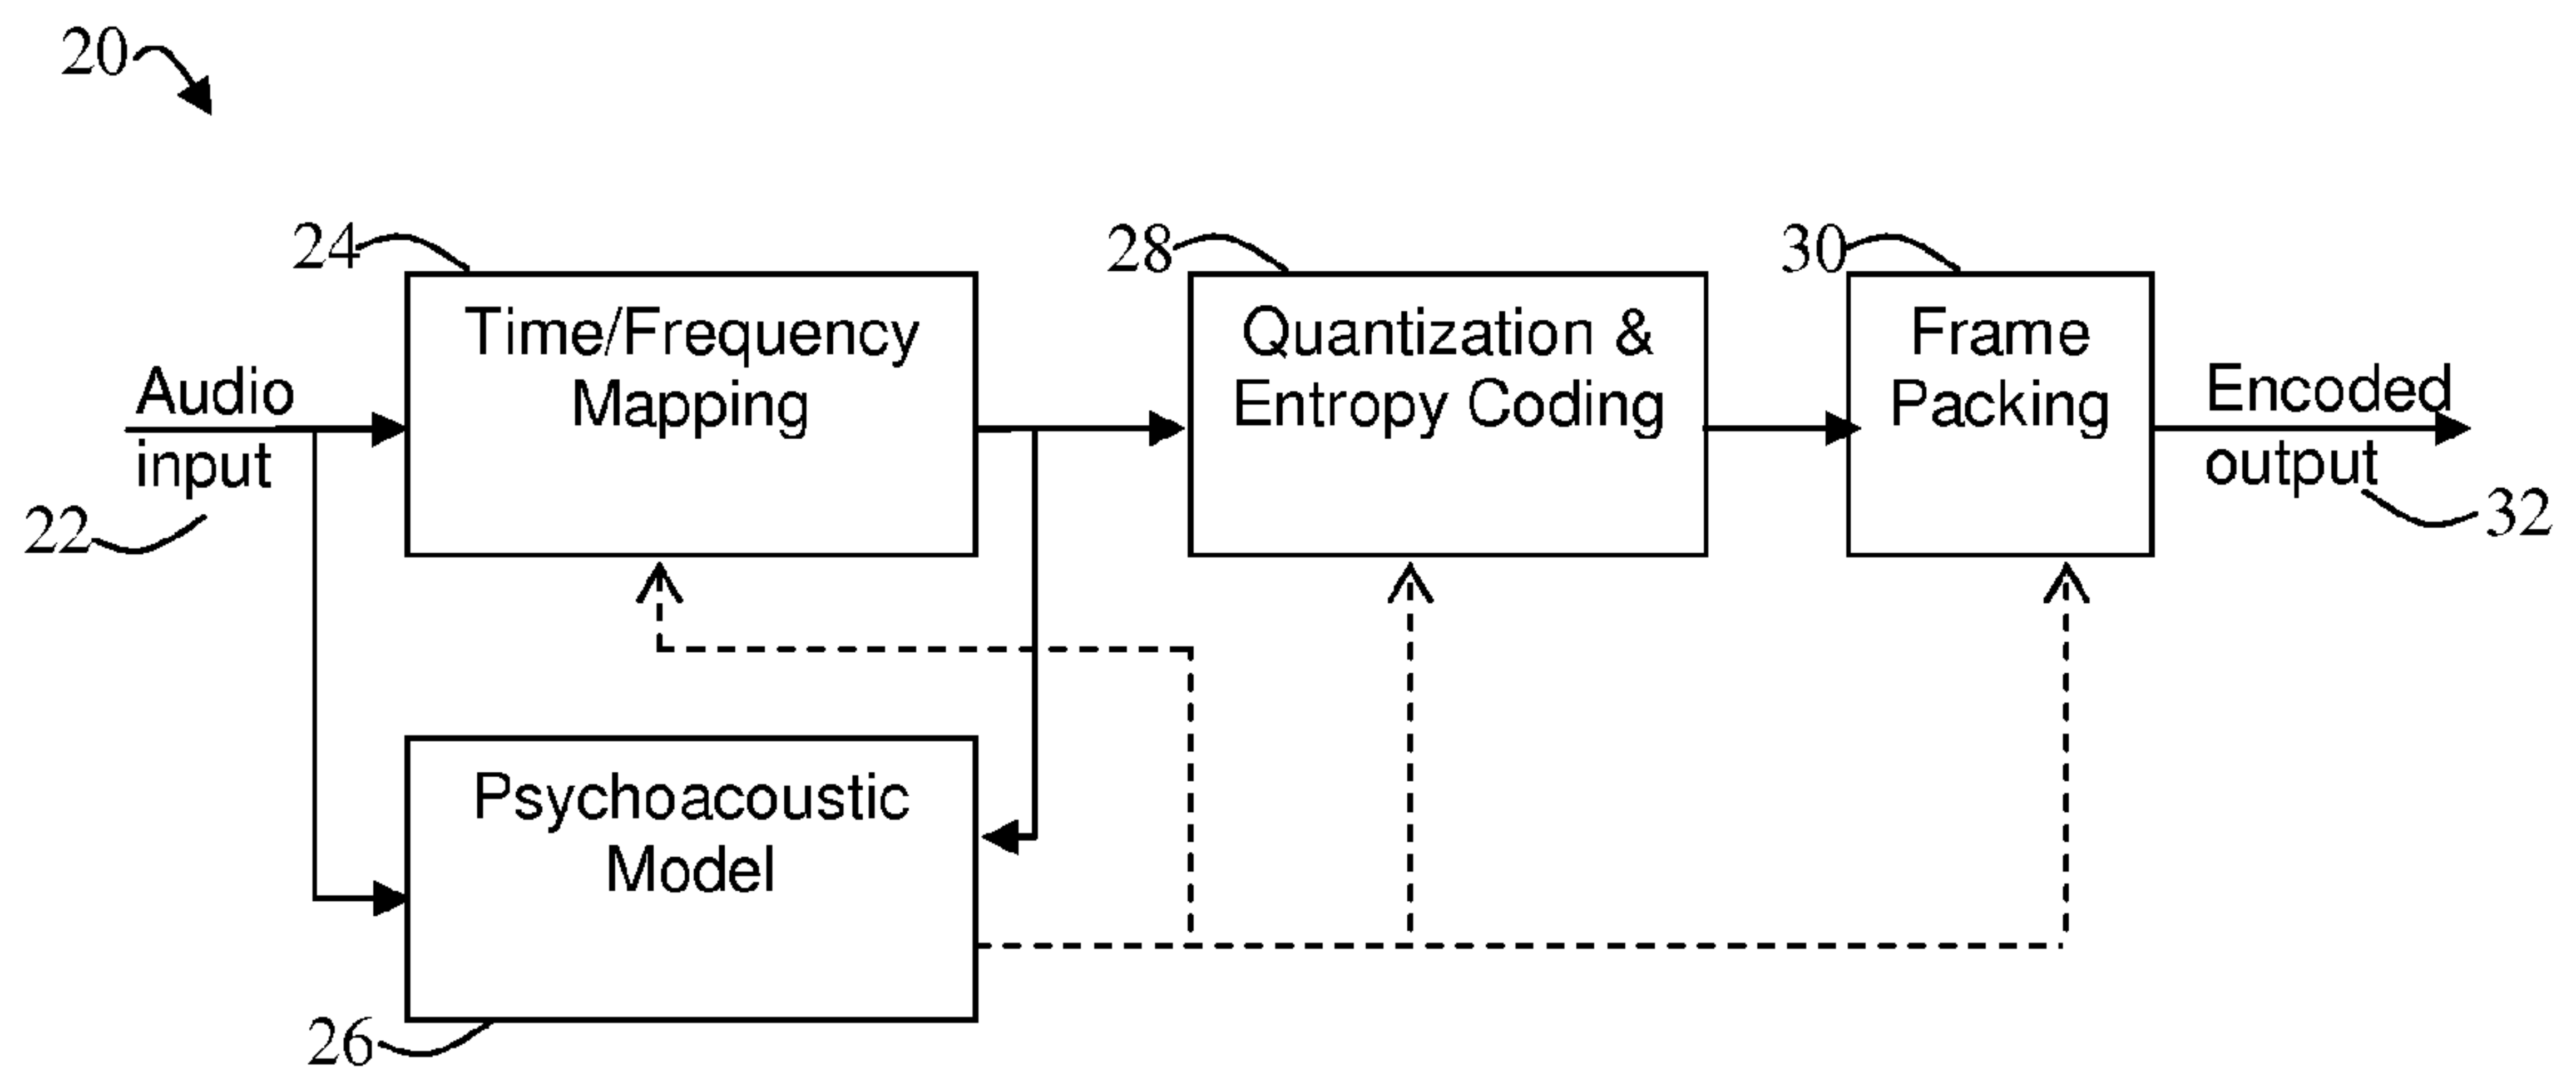 20
24
28
30
Time/Frequency
Mapping
Quantization &
Entropy Coding
Frame
Packing
Audio
input
22
Encoded
output
32
Psychoacoustic
Model
26